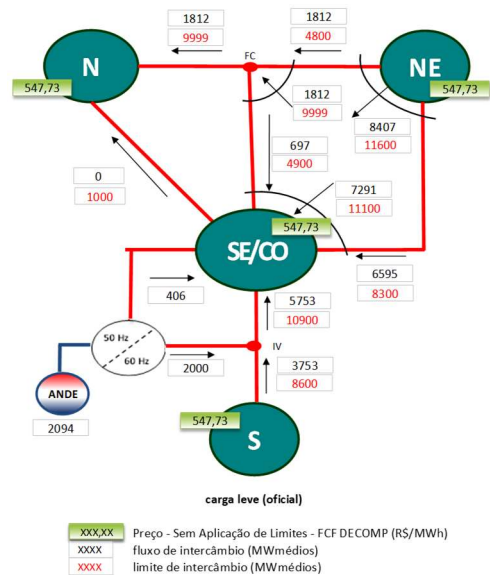 1812
9999
1812
4800
FC
N
547,73
NE
547,73
1812
9999
8407
11600
697
4900
0
1000
7291
11100
547,73
SE/CO
6595
8300
406
5753
10900
50 Hz
60 Hz
IV
2000
3753
8600
ANDE
2094
547,73
S
carga leve (oficial)
XXX,XX Preço - Sem Aplicação de Limites - FCF DECOMP (R$/MWh)
XXXX fluxo de intercâmbio (MWmédios)
XXXX limite de intercâmbio (MWmédios)